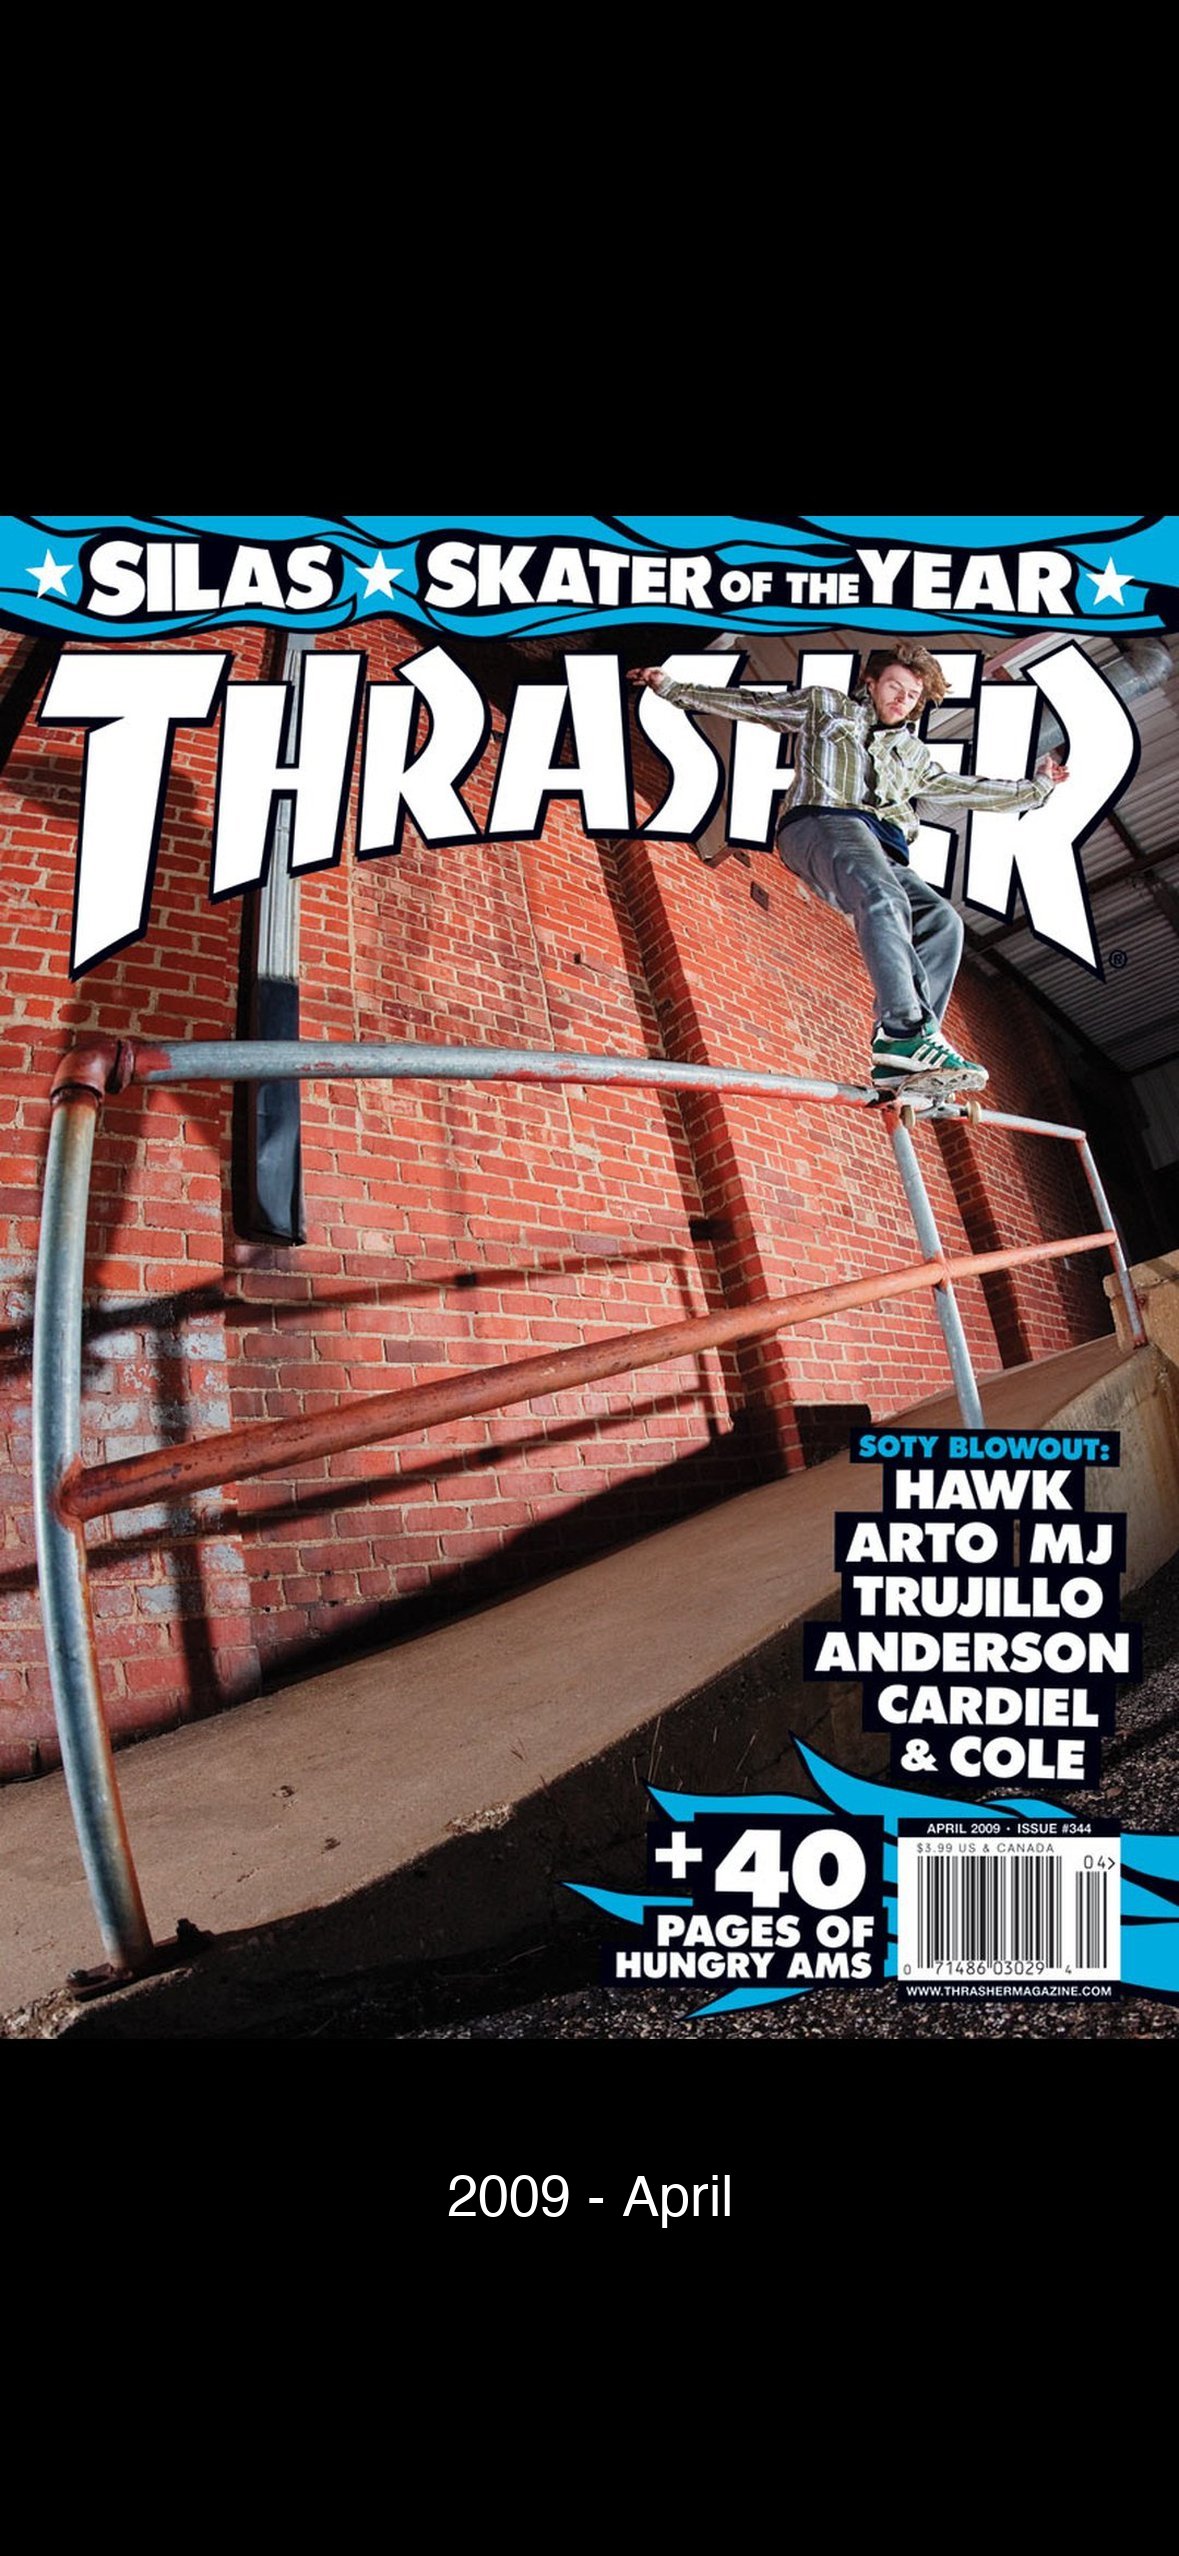 ★ SILAS ★ SKATER OF THE YEAR ★
THRASHER®
SOTY BLOWOUT:
HAWK
ARTO MJ
TRUJILLO
ANDERSON
CARDIEL
& COLE
+40
PAGES OF
HUNGRY AMS
APRIL 2009 • ISSUE #344
$3.99 US & CANADA
04>
0 71486 03029 4
WWW.THRASHERMAGAZINE.COM
2009 - April